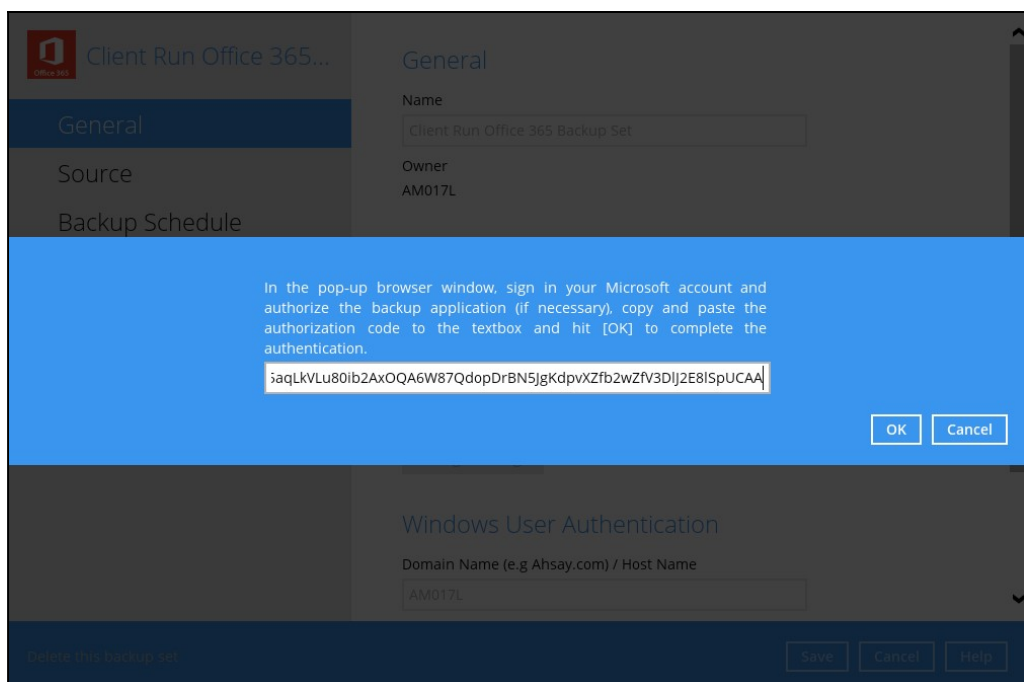 Client Run Office 365...
Office 365
General
Source
Backup Schedule
General
Name
Client Run Office 365 Backup Set
Owner
AM017L
In the pop-up browser window, sign in your Microsoft account and
authorize the backup application (if necessary), copy and paste the
authorization code to the textbox and hit [OK] to complete the
authentication.
5aqLkVLu80ib2AxOQA6W87QdopDrBN5JgKdpvXZfb2wZfV3DlJ2E8lSpUCAA
OK Cancel
Windows User Authentication
Domain Name (e.g Ahsay.com) / Host Name
AM017L
Delete this backup set
Save Cancel Help